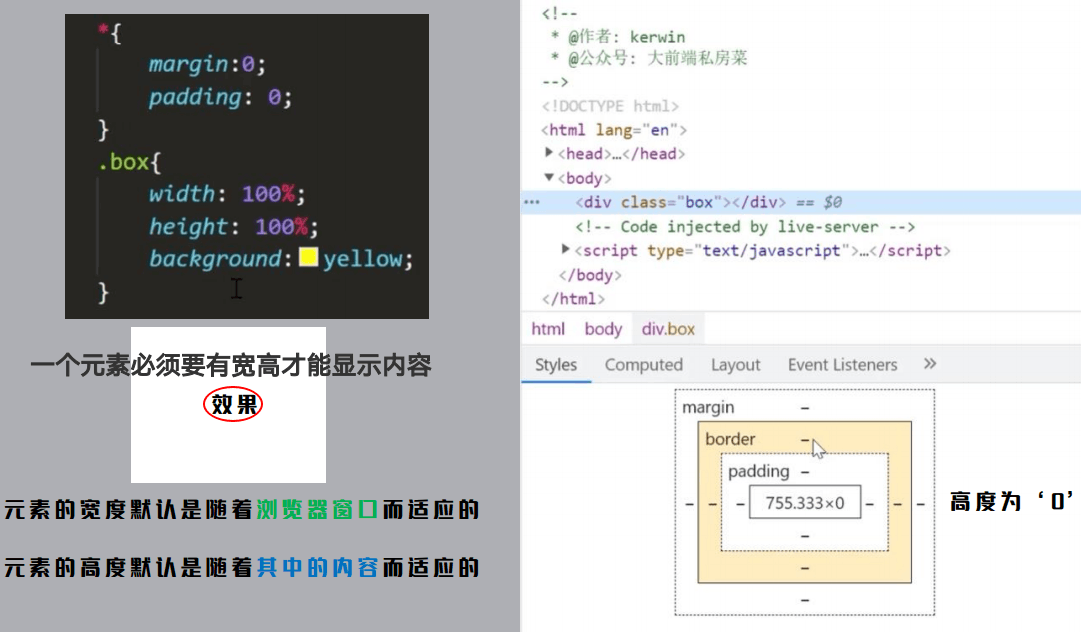 *{
margin:0;
padding: 0;
}
.box{
width: 100%;
height: 100%;
background:yellow;
}
一个元素必须要有宽高才能显示内容
效果
元素的宽度默认是随着浏览器窗口而适应的
元素的高度默认是随着其中的内容而适应的
<!--
* @作者: kerwin
* @公众号: 大前端私房菜
-->
<!DOCTYPE html>
<html lang="en">
▶<head>…</head>
▼<body>
••• <div class="box"></div> == $0
<!-- Code injected by live-server -->
▶<script type="text/javascript">…</script>
</body>
</html>
html body div.box
Styles Computed Layout Event Listeners »
margin –
border –
padding –
– – – 755.333×0 – – –
–
–
–
高度为‘0’